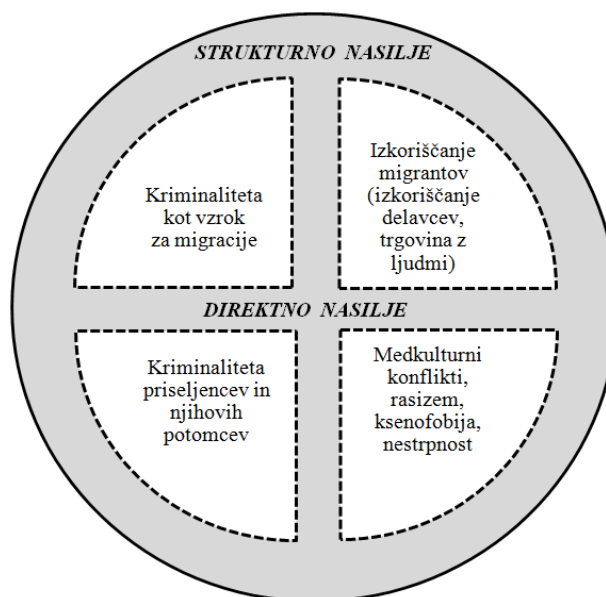 STRUKTURNO NASILJE
Kriminaliteta
kot vzrok
za migracije
Izkoriščanje
migrantov
(izkoriščanje
delavcev,
trgovina z
ljudmi)
DIREKTNO NASILJE
Kriminaliteta
priseljencev in
njihovih
potomcev
Medkulturni
konflikti,
rasizem,
ksenofobija,
nestrpnost